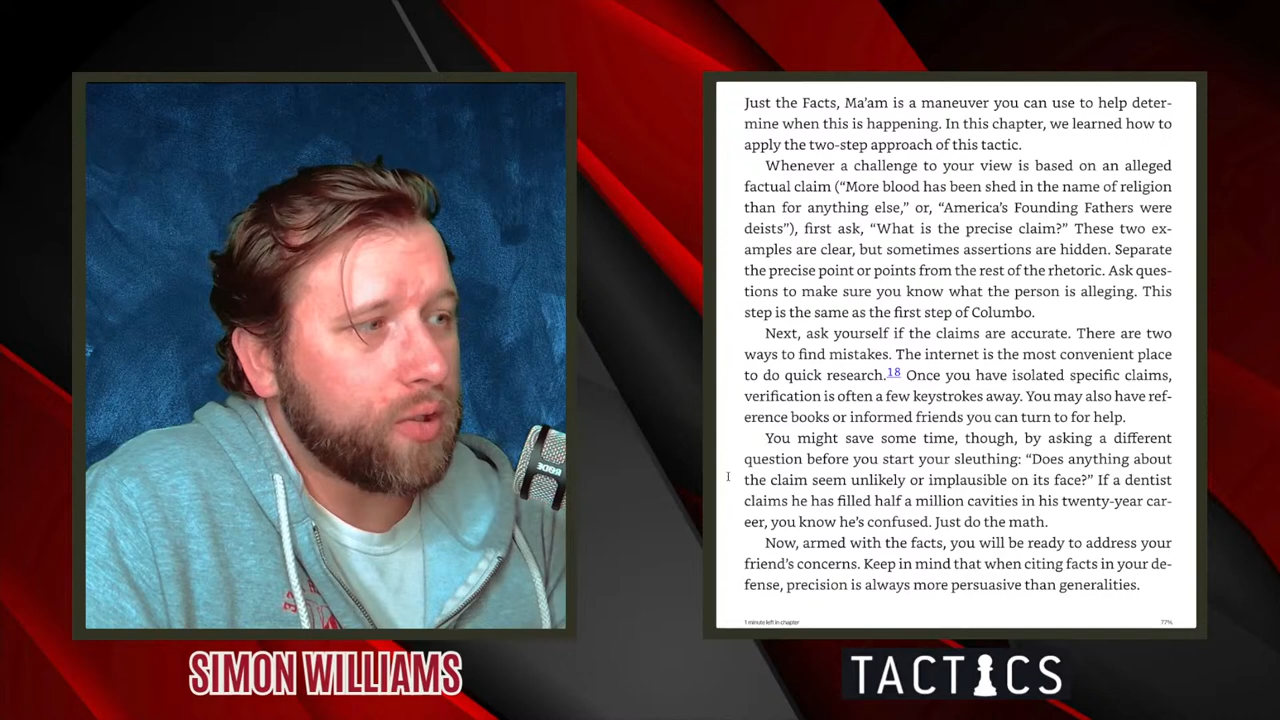 Just the Facts, Ma’am is a maneuver you can use to help deter-
mine when this is happening. In this chapter, we learned how to
apply the two-step approach of this tactic.
Whenever a challenge to your view is based on an alleged
factual claim (“More blood has been shed in the name of religion
than for anything else,” or, “America’s Founding Fathers were
deists”), first ask, “What is the precise claim?” These two ex-
amples are clear, but sometimes assertions are hidden. Separate
the precise point or points from the rest of the rhetoric. Ask ques-
tions to make sure you know what the person is alleging. This
step is the same as the first step of Columbo.
Next, ask yourself if the claims are accurate. There are two
ways to find mistakes. The internet is the most convenient place
to do quick research.18 Once you have isolated specific claims,
verification is often a few keystrokes away. You may also have ref-
erence books or informed friends you can turn to for help.
You might save some time, though, by asking a different
question before you start your sleuthing: “Does anything about
the claim seem unlikely or implausible on its face?” If a dentist
claims he has filled half a million cavities in his twenty-year car-
eer, you know he’s confused. Just do the math.
Now, armed with the facts, you will be ready to address your
friend’s concerns. Keep in mind that when citing facts in your de-
fense, precision is always more persuasive than generalities.
1 minute left in chapter
77%
RØDE
SIMON WILLIAMS
TACTICS